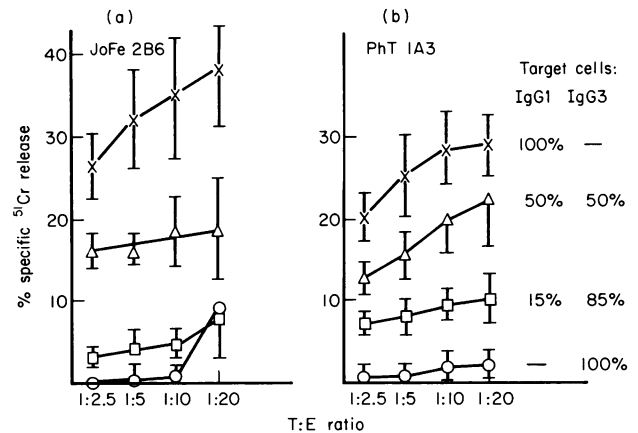 (a)
(b)
JoFe 2B6
PhT 1A3
Target cells:
IgG1 IgG3
40
30
20
10
30
20
10
100% —
50% 50%
15% 85%
— 100%
% specific ⁵¹Cr release
1:2.5 1:5 1:10 1:20
1:2.5 1:5 1:10 1:20
T:E ratio